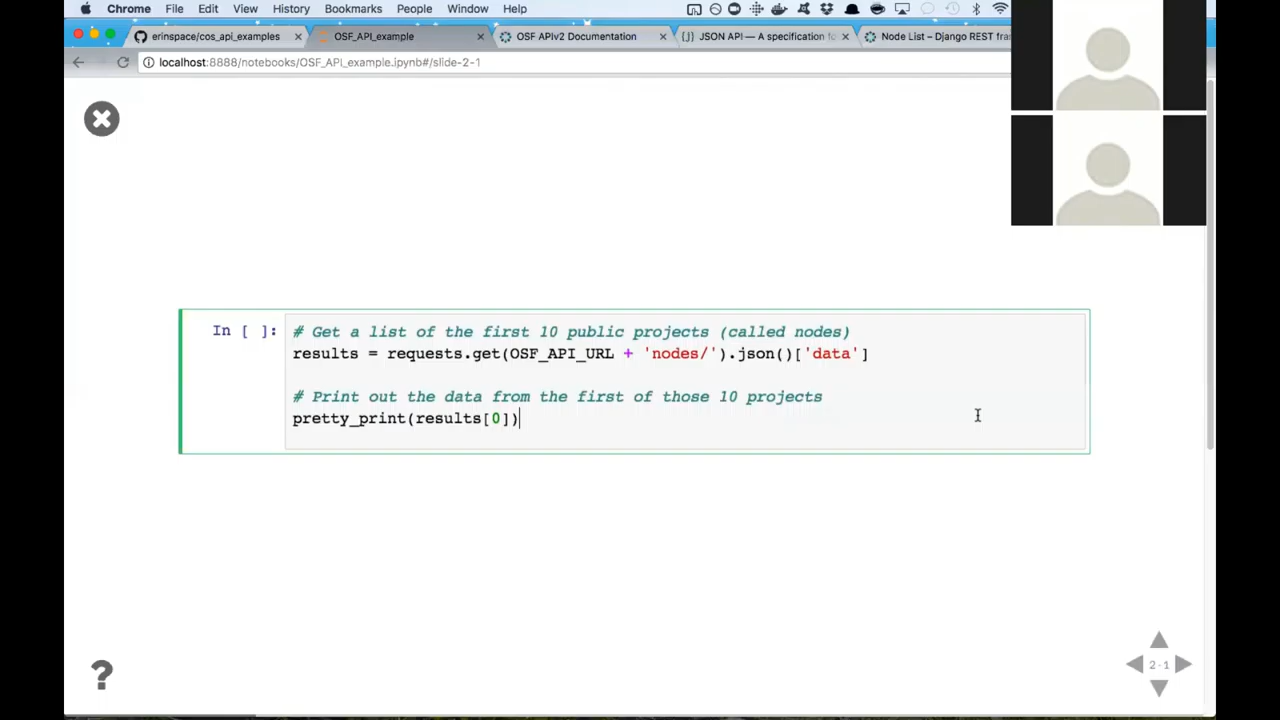 Chrome File Edit View History Bookmarks People Window Help
erinspace/cos_api_examples
OSF_API_example
OSF APIv2 Documentation
JSON API — A specification fo
Node List – Django REST fram
localhost:8888/notebooks/OSF_API_example.ipynb#/slide-2-1
In [ ]:
# Get a list of the first 10 public projects (called nodes)
results = requests.get(OSF_API_URL + 'nodes/').json()['data']
# Print out the data from the first of those 10 projects
pretty_print(results[0])
?
2-1